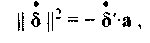 ‖ δ̇ ‖² = − δ̇′·a ,